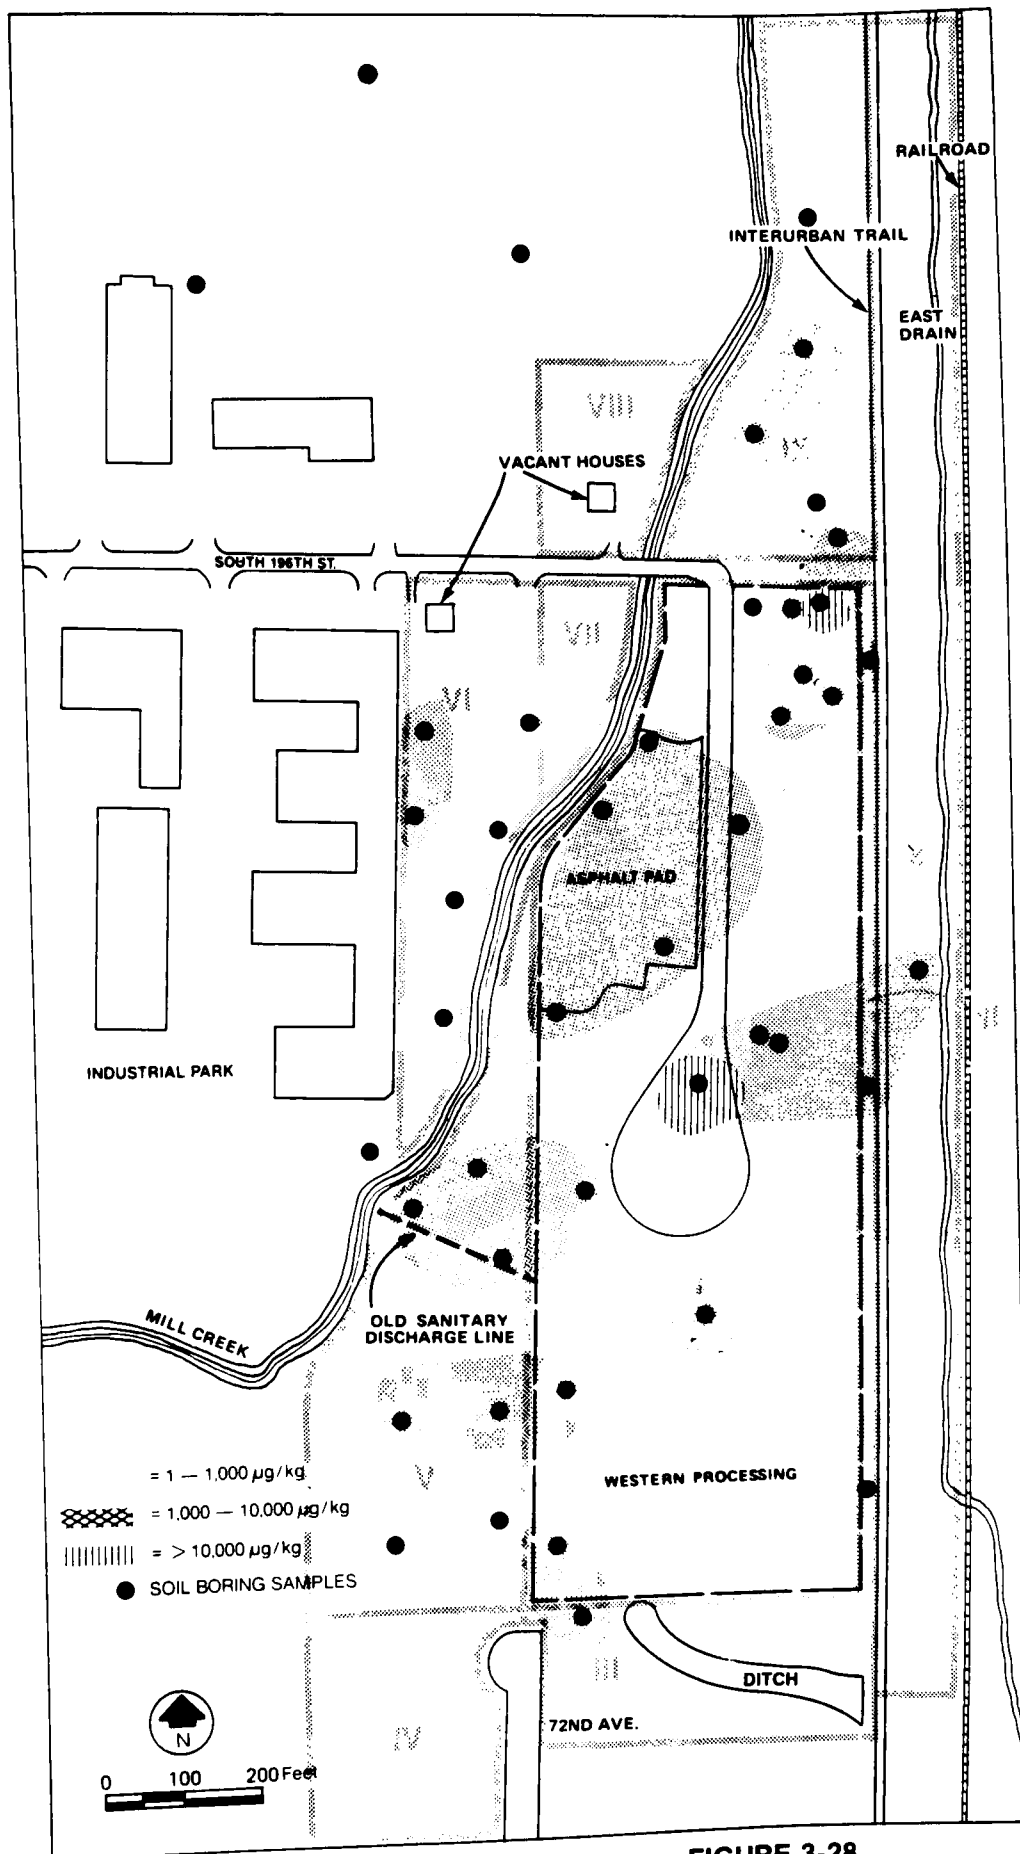 RAILROAD
INTERURBAN TRAIL
EAST
DRAIN
VIII
VACANT HOUSES
SOUTH 196TH ST.
VII
VI
ASPHALT PAD
INDUSTRIAL PARK
OLD SANITARY
DISCHARGE LINE
MILL CREEK
V
= 1 — 1,000 µg/kg
WESTERN PROCESSING
= 1,000 — 10,000 µg/kg
= > 10,000 µg/kg
SOIL BORING SAMPLES
III
DITCH
72ND AVE.
IV
N
0 100 200 Feet
FIGURE 3-28